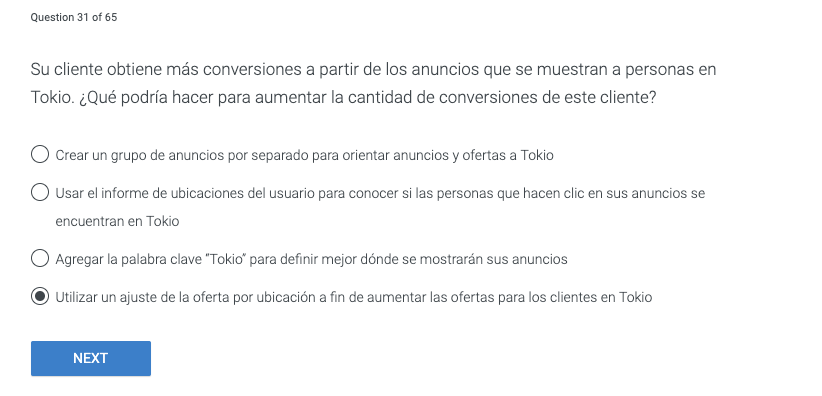 Question 31 of 65
Su cliente obtiene más conversiones a partir de los anuncios que se muestran a personas en
Tokio. ¿Qué podría hacer para aumentar la cantidad de conversiones de este cliente?
Crear un grupo de anuncios por separado para orientar anuncios y ofertas a Tokio
Usar el informe de ubicaciones del usuario para conocer si las personas que hacen clic en sus anuncios se
encuentran en Tokio
Agregar la palabra clave "Tokio" para definir mejor dónde se mostrarán sus anuncios
Utilizar un ajuste de la oferta por ubicación a fin de aumentar las ofertas para los clientes en Tokio
NEXT